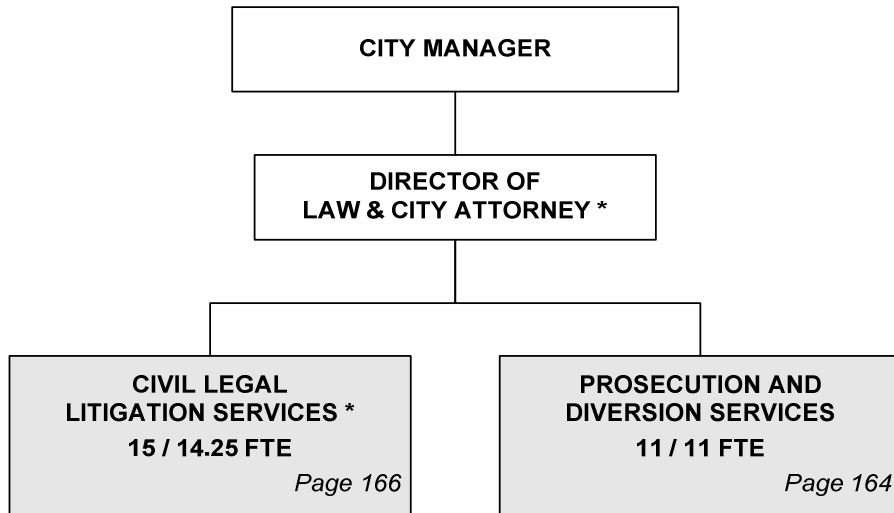 CITY MANAGER
DIRECTOR OF
LAW & CITY ATTORNEY *
CIVIL LEGAL
LITIGATION SERVICES *
15 / 14.25 FTE
Page 166
PROSECUTION AND
DIVERSION SERVICES
11 / 11 FTE
Page 164